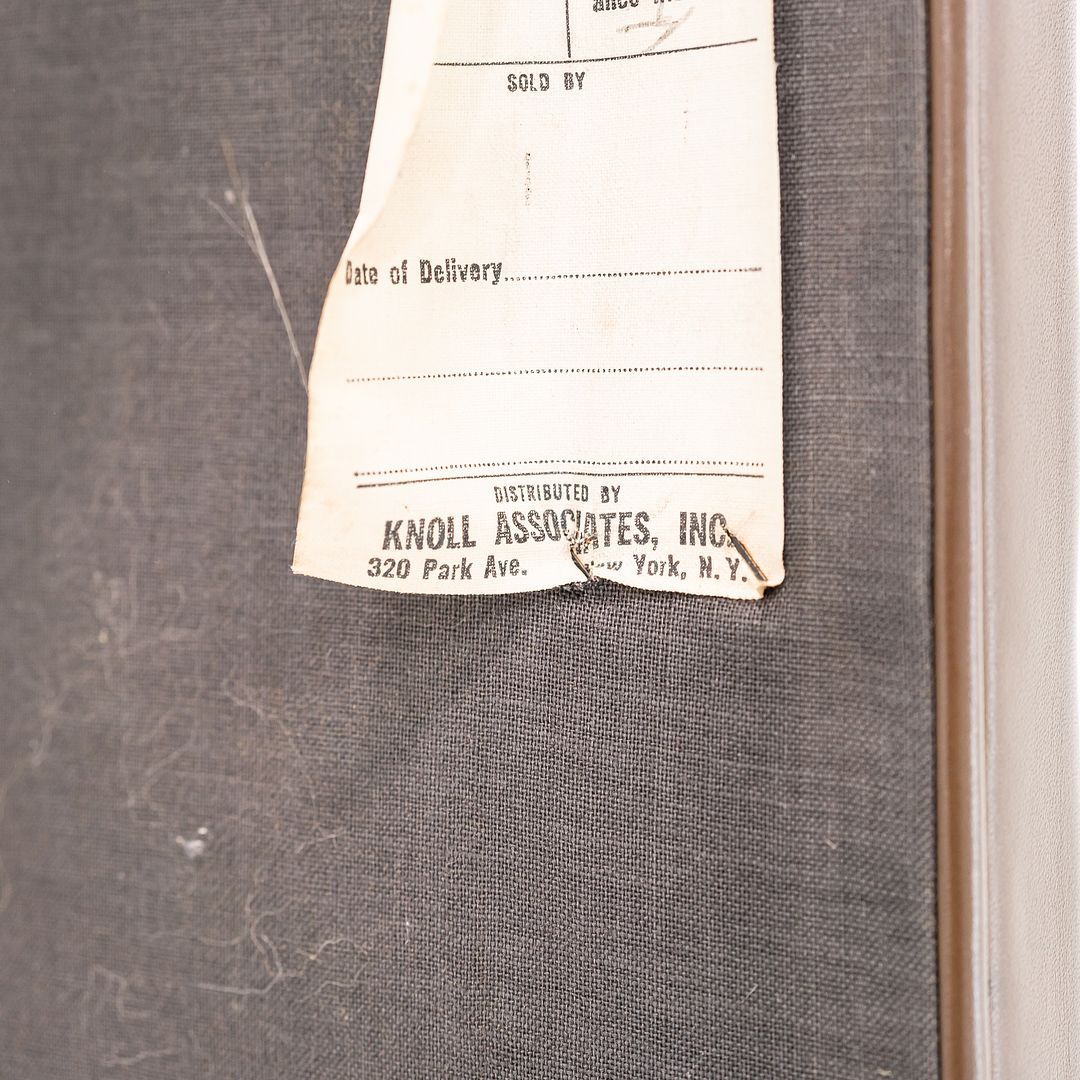 SOLD BY
Date of Delivery
DISTRIBUTED BY
KNOLL ASSOCIATES, INC.
320 Park Ave. New York, N. Y.